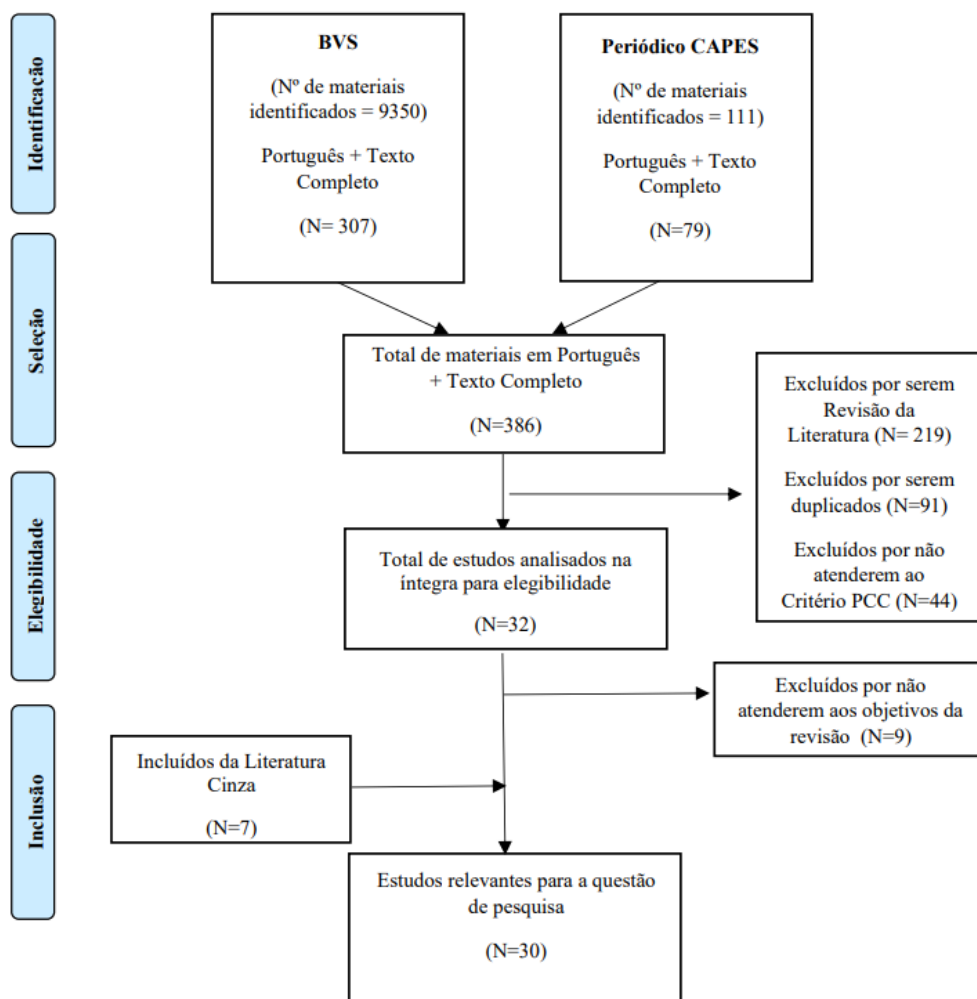 Identificação
BVS
(Nº de materiais
identificados = 9350)
Português + Texto
Completo
(N= 307)
Periódico CAPES
(Nº de materiais
identificados = 111)
Português + Texto
Completo
(N=79)
Seleção
Total de materiais em Português
+ Texto Completo
(N=386)
Excluídos por serem
Revisão da
Literatura (N= 219)
Excluídos por serem
duplicados (N=91)
Excluídos por não
atenderem ao
Critério PCC (N=44)
Elegibilidade
Total de estudos analisados na
íntegra para elegibilidade
(N=32)
Excluídos por não
atenderem aos objetivos da
revisão (N=9)
Inclusão
Incluídos da Literatura
Cinza
(N=7)
Estudos relevantes para a questão
de pesquisa
(N=30)